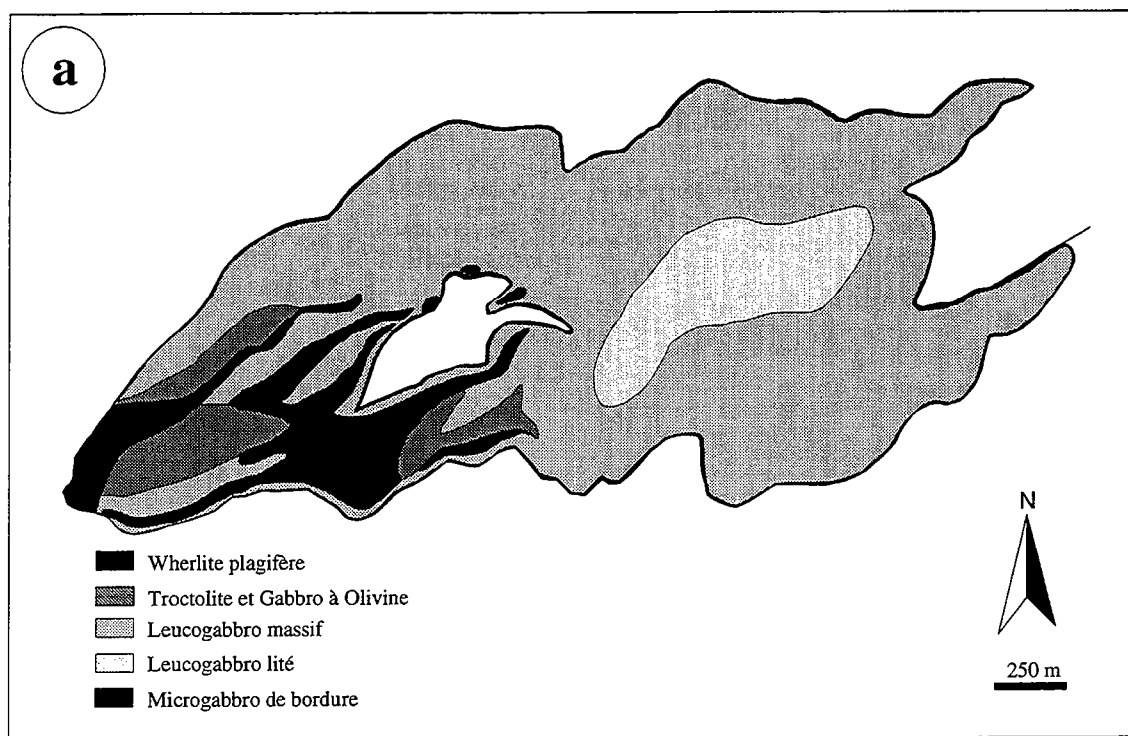 a
Wherlite plagifère
Troctolite et Gabbro à Olivine
Leucogabbro massif
Leucogabbro lité
Microgabbro de bordure
N
250 m